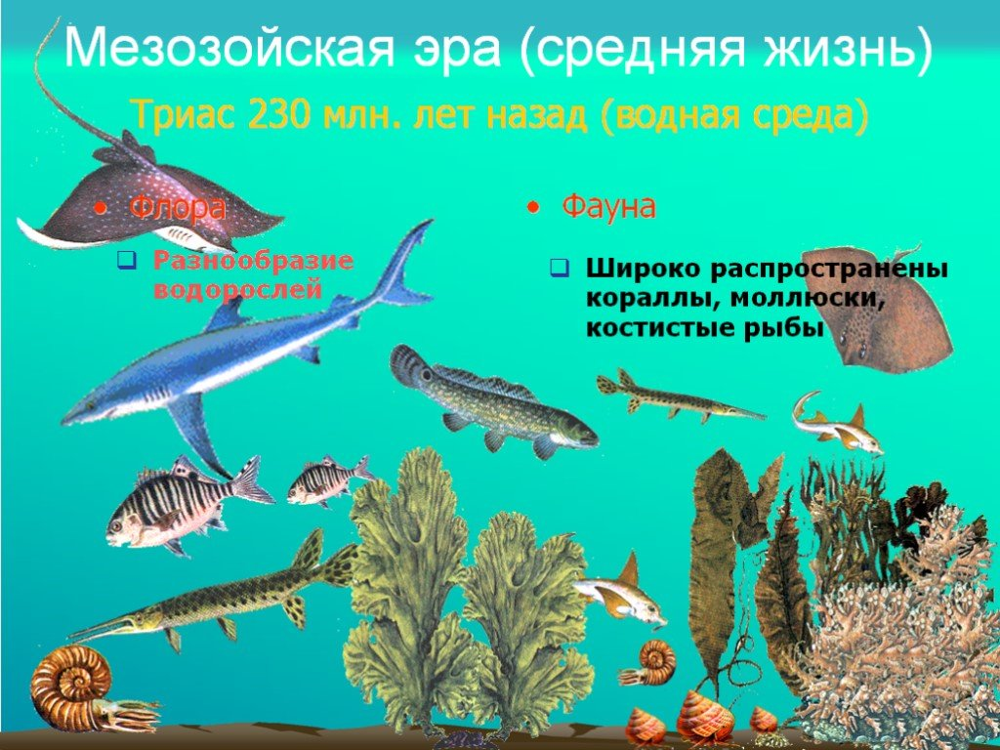 Мезозойская эра (средняя жизнь)
Триас 230 млн. лет назад (водная среда)
• Флора
❑ Разнообразие
водорослей
• Фауна
❑ Широко распространены
кораллы, моллюски,
костистые рыбы